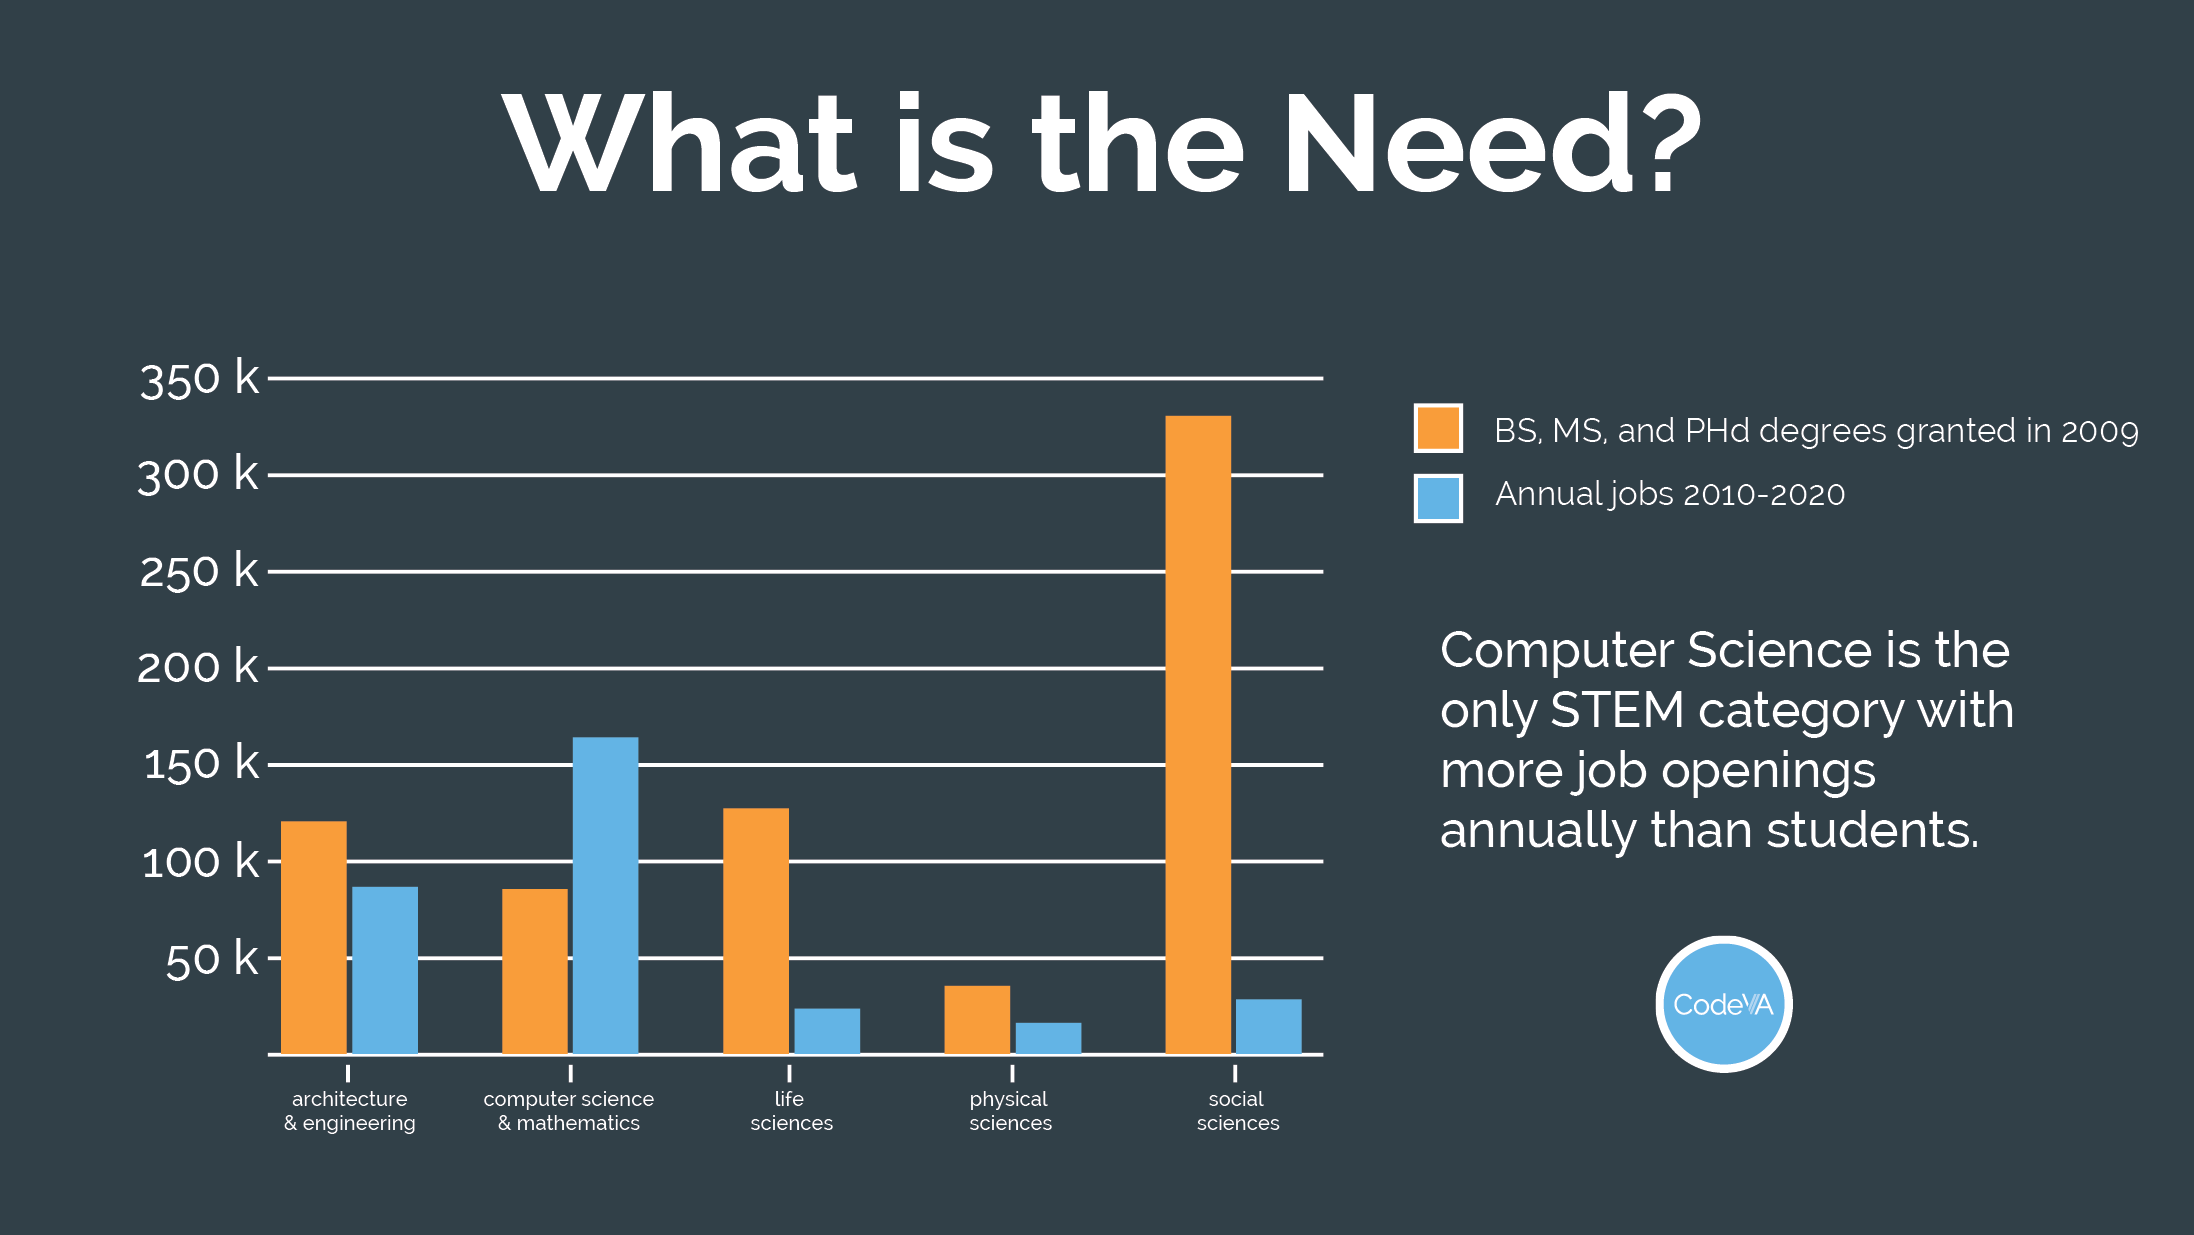 What is the Need?
350 k
300 k
250 k
200 k
150 k
100 k
50 k
architecture
& engineering
computer science
& mathematics
life
sciences
physical
sciences
social
sciences
BS, MS, and PHd degrees granted in 2009
Annual jobs 2010-2020
Computer Science is the
only STEM category with
more job openings
annually than students.
CodeVA